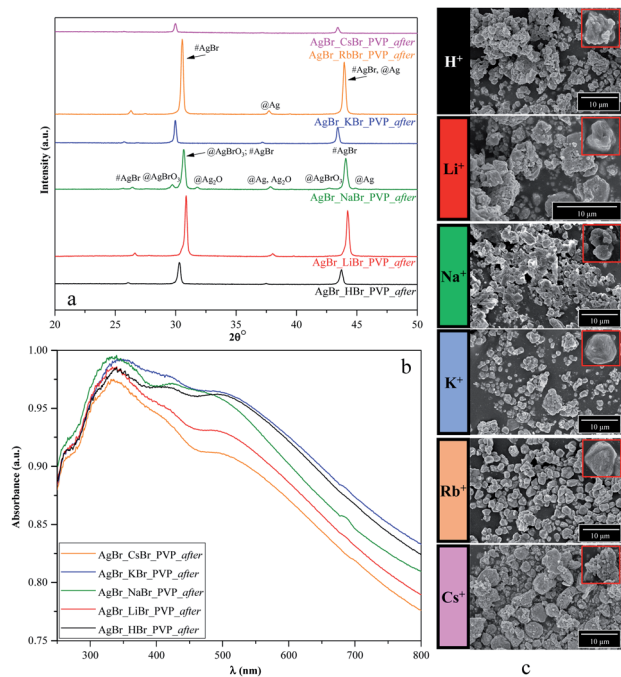 a
AgBr_CsBr_PVP_after
AgBr_RbBr_PVP_after
#AgBr
#AgBr, @Ag
@Ag
AgBr_KBr_PVP_after
@AgBrO3; #AgBr
#AgBr
#AgBr
@AgBrO3
@Ag2O
@Ag, Ag2O
@AgBrO3
@Ag
AgBr_NaBr_PVP_after
AgBr_LiBr_PVP_after
AgBr_HBr_PVP_after
Intensity (a.u.)
20 25 30 35 40 45 50
2θ°
b
1.00
0.95
0.90
0.85
0.80
0.75
Absorbance (a.u.)
AgBr_CsBr_PVP_after
AgBr_KBr_PVP_after
AgBr_NaBr_PVP_after
AgBr_LiBr_PVP_after
AgBr_HBr_PVP_after
300 400 500 600 700 800
λ (nm)
H+
10 μm
Li+
10 μm
Na+
10 μm
K+
10 μm
Rb+
10 μm
Cs+
10 μm
c